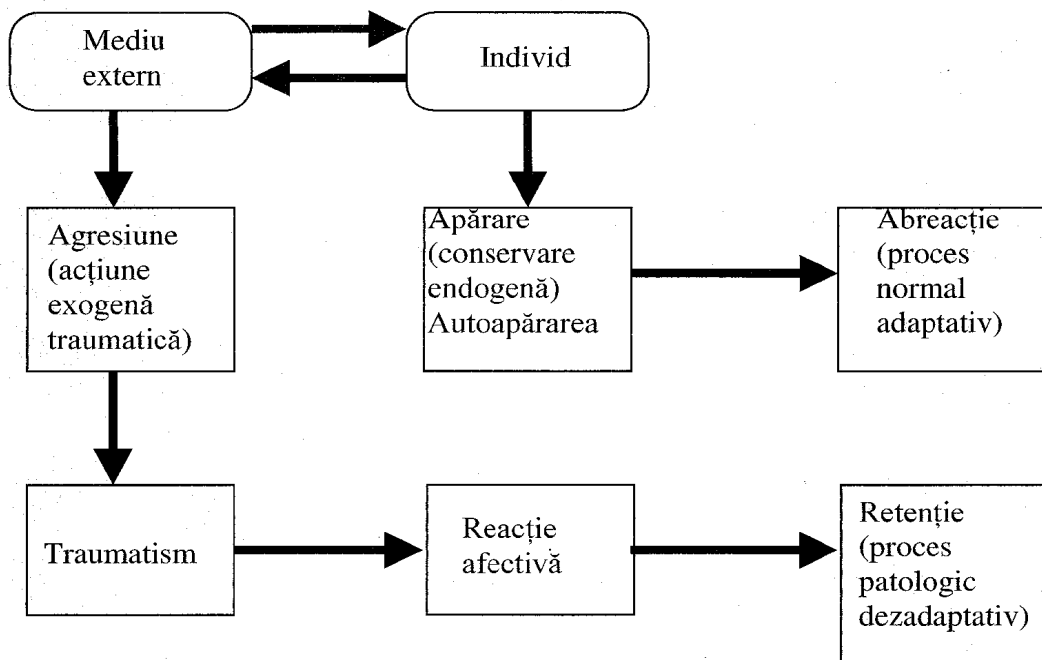 Mediu
extern
Individ
Agresiune
(acțiune
exogenă
traumatică)
Apărare
(conservare
endogenă)
Autoapărarea
Abreacție
(proces
normal
adaptativ)
Traumatism
Reacție
afectivă
Retenție
(proces
patologic
dezadaptativ)